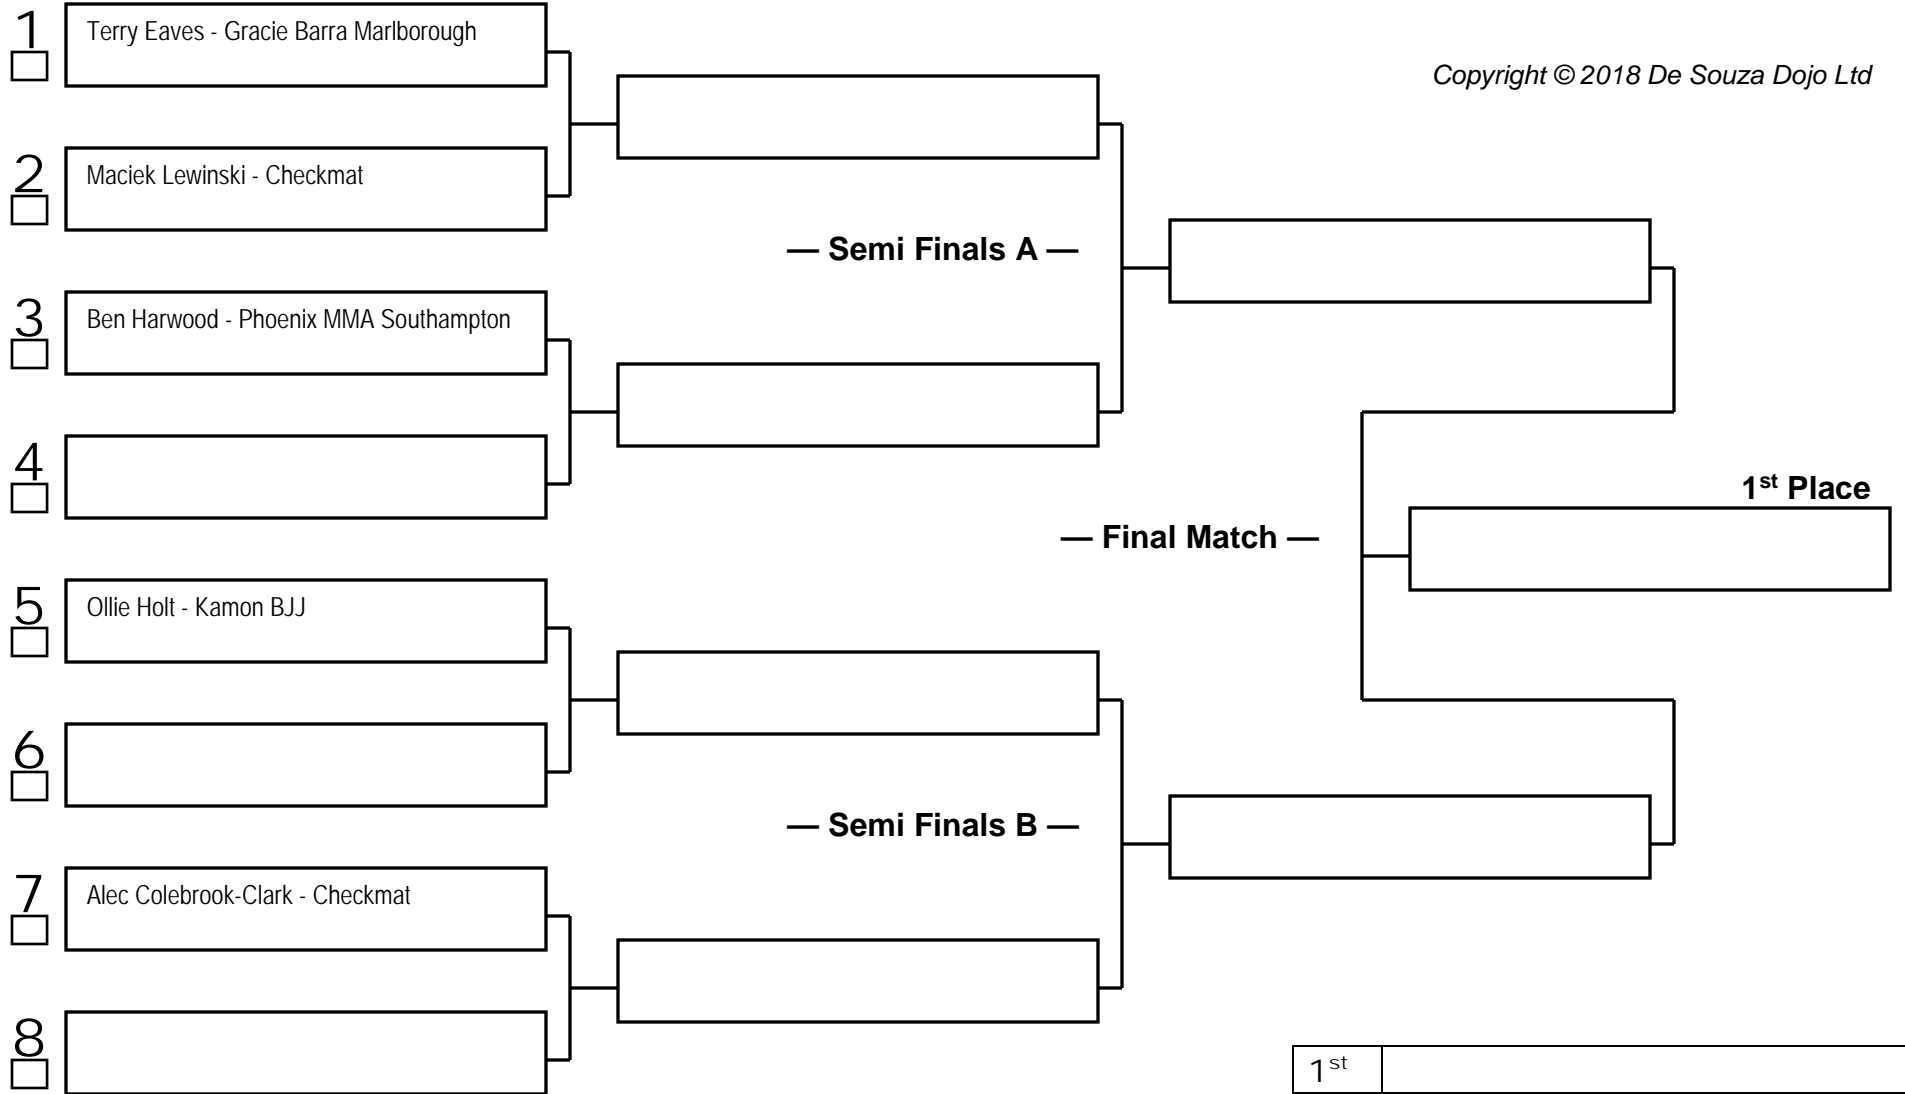 1
Terry Eaves - Gracie Barra Marlborough
Copyright © 2018 De Souza Dojo Ltd
2
Maciek Lewinski - Checkmat
— Semi Finals A —
3
Ben Harwood - Phoenix MMA Southampton
4
1st Place
— Final Match —
5
Ollie Holt - Kamon BJJ
6
— Semi Finals B —
7
Alec Colebrook-Clark - Checkmat
8
1st